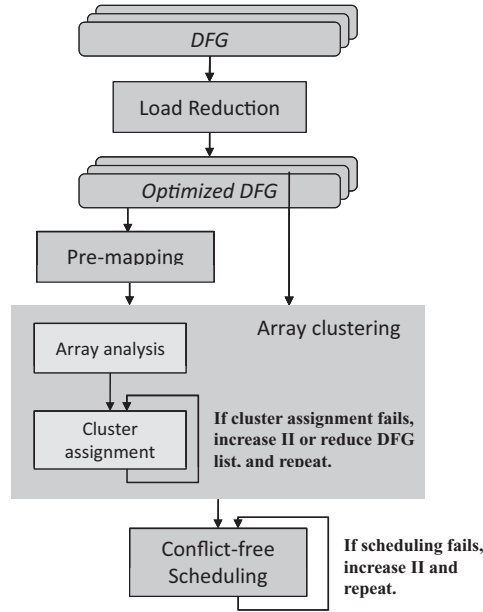 DFG
Load Reduction
Optimized DFG
Pre-mapping
Array clustering
Array analysis
Cluster
assignment
If cluster assignment fails,
increase II or reduce DFG
list, and repeat.
Conflict-free
Scheduling
If scheduling fails,
increase II and
repeat.